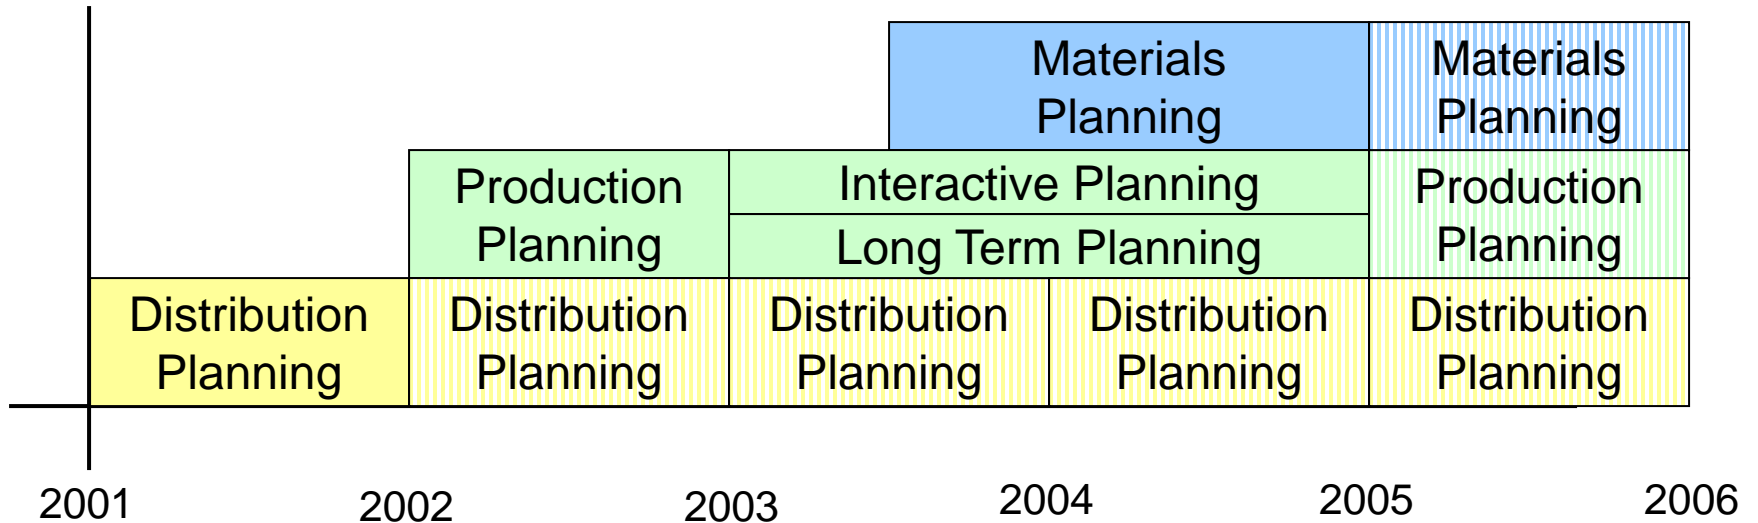 Materials
Planning
Materials
Planning
Production
Planning
Interactive Planning
Long Term Planning
Production
Planning
Distribution
Planning
Distribution
Planning
Distribution
Planning
Distribution
Planning
Distribution
Planning
2001
2002
2003
2004
2005
2006